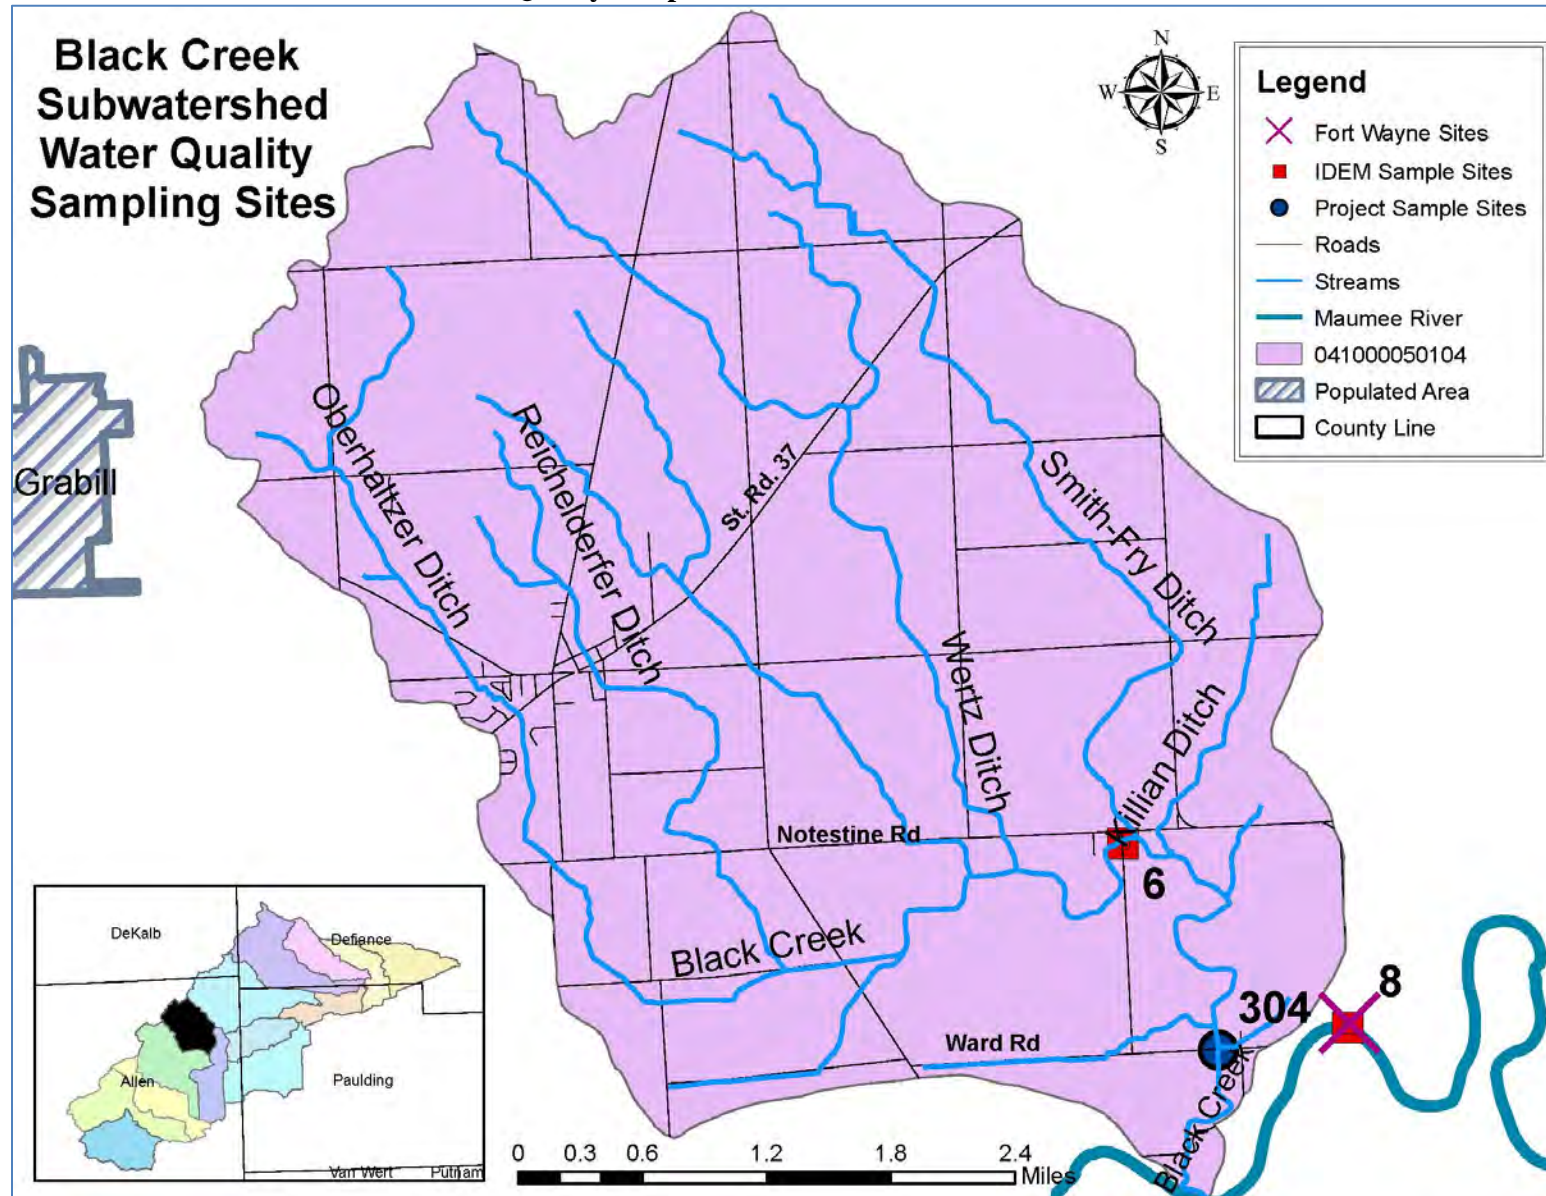 Black Creek
Subwatershed
Water Quality
Sampling Sites
N
W
E
S
Legend
Fort Wayne Sites
IDEM Sample Sites
Project Sample Sites
Roads
Streams
Maumee River
041000050104
Populated Area
County Line
Grabill
Oberhaltzer Ditch
Reichelderfer Ditch
St. Rd. 37
Smith-Fry Ditch
Wertz Ditch
Notestine Rd
6
Black Creek
Ward Rd
304
8
Black Creek
DeKalb
Defiance
Allen
Paulding
Van Wert
Putnam
0 0.3 0.6 1.2 1.8 2.4
Miles